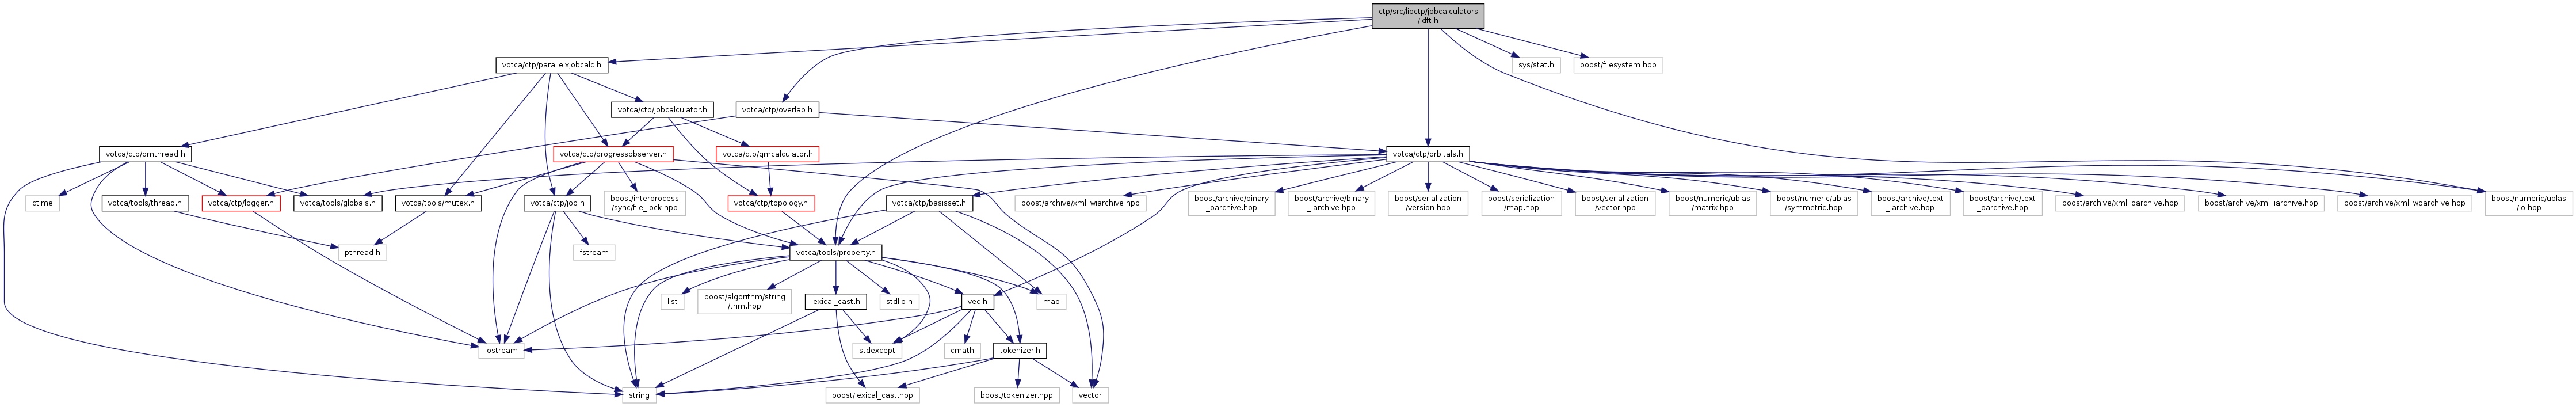 ctp/src/libctp/jobcalculators
/idft.h
votca/ctp/parallelxjobcalc.h
sys/stat.h
boost/filesystem.hpp
votca/ctp/jobcalculator.h
votca/ctp/overlap.h
votca/ctp/qmthread.h
votca/ctp/progressobserver.h
votca/ctp/qmcalculator.h
votca/ctp/orbitals.h
ctime
votca/tools/thread.h
votca/ctp/logger.h
votca/tools/globals.h
votca/tools/mutex.h
votca/ctp/job.h
boost/interprocess
/sync/file_lock.hpp
votca/ctp/topology.h
votca/ctp/basisset.h
boost/archive/xml_wiarchive.hpp
boost/archive/binary
_oarchive.hpp
boost/archive/binary
_iarchive.hpp
boost/serialization
/version.hpp
boost/serialization
/map.hpp
boost/serialization
/vector.hpp
boost/numeric/ublas
/matrix.hpp
boost/numeric/ublas
/symmetric.hpp
boost/archive/text
_iarchive.hpp
boost/archive/text
_oarchive.hpp
boost/archive/xml_oarchive.hpp
boost/archive/xml_iarchive.hpp
boost/archive/xml_woarchive.hpp
boost/numeric/ublas
/io.hpp
pthread.h
fstream
votca/tools/property.h
list
boost/algorithm/string
/trim.hpp
lexical_cast.h
stdlib.h
vec.h
map
iostream
stdexcept
cmath
tokenizer.h
string
boost/lexical_cast.hpp
boost/tokenizer.hpp
vector